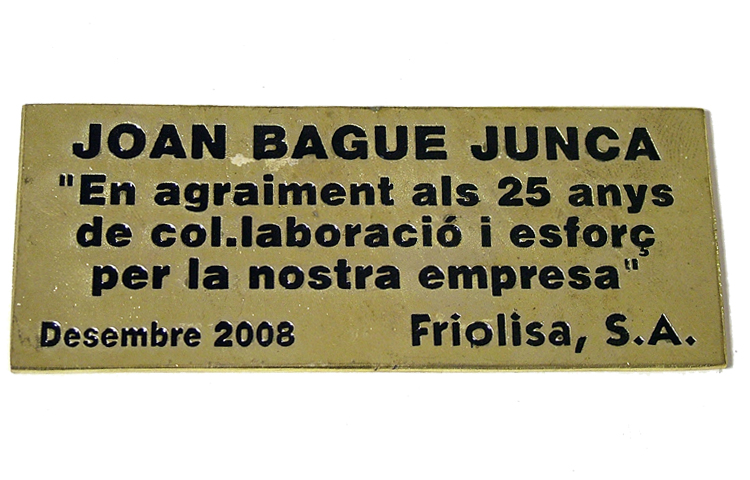 JOAN BAGUE JUNCA
"En agraiment als 25 anys
de col.laboració i esforç
per la nostra empresa"
Desembre 2008 Friolisa, S.A.